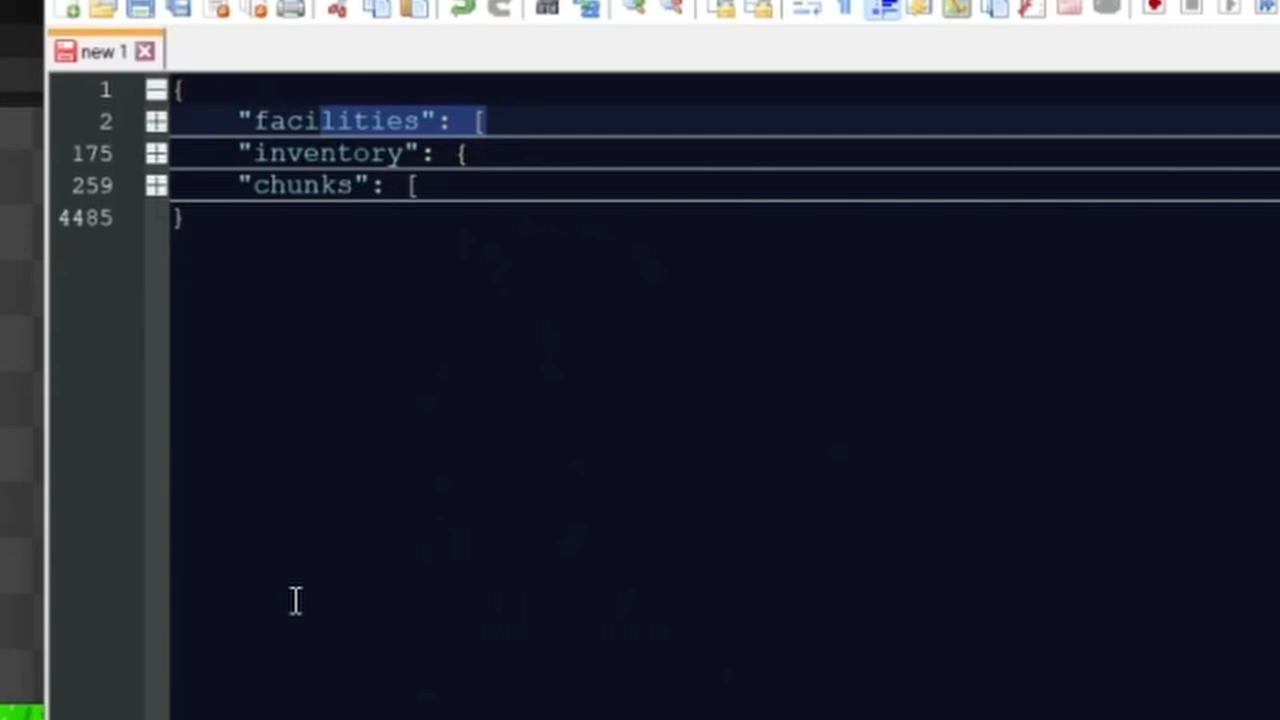 new 1
1 {
2 "facilities": [
175 "inventory": {
259 "chunks": [
4485 }